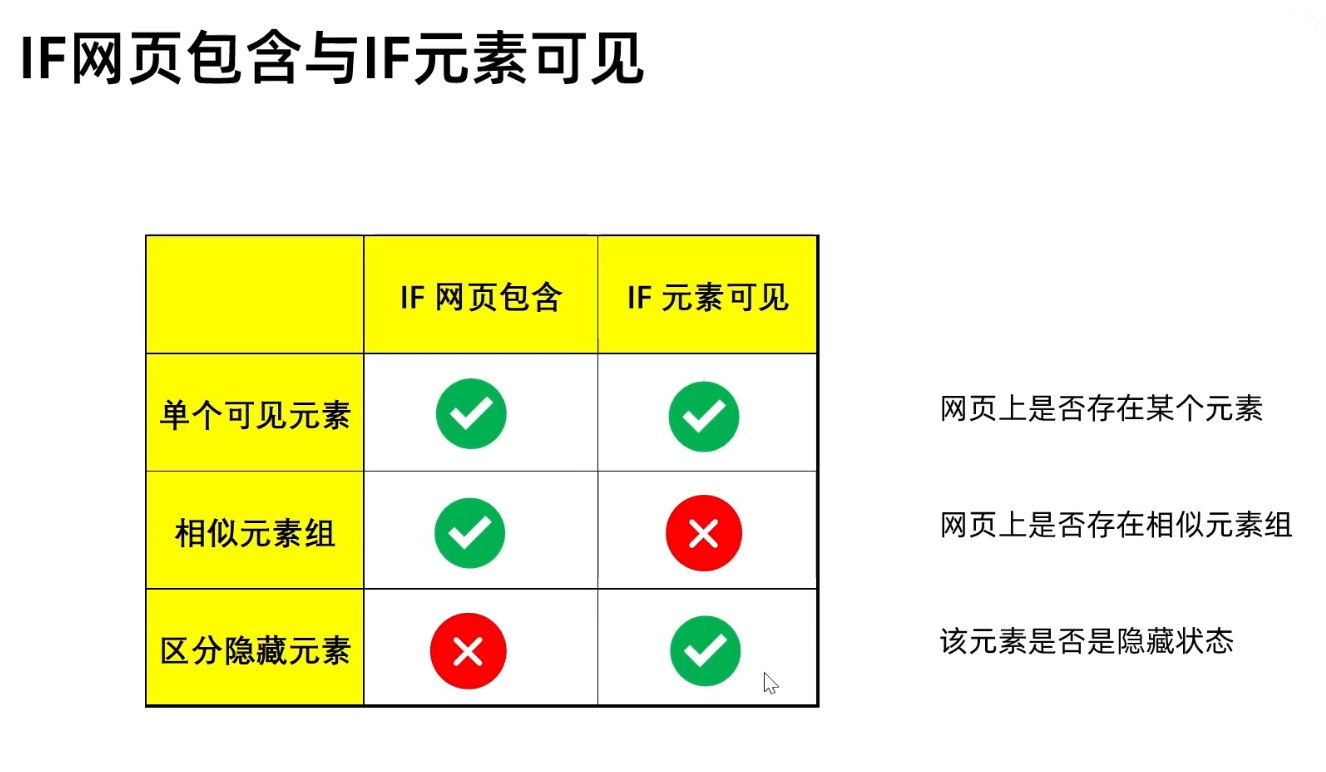 IF网页包含与IF元素可见
IF 网页包含
IF 元素可见
单个可见元素
网页上是否存在某个元素
相似元素组
网页上是否存在相似元素组
区分隐藏元素
该元素是否是隐藏状态